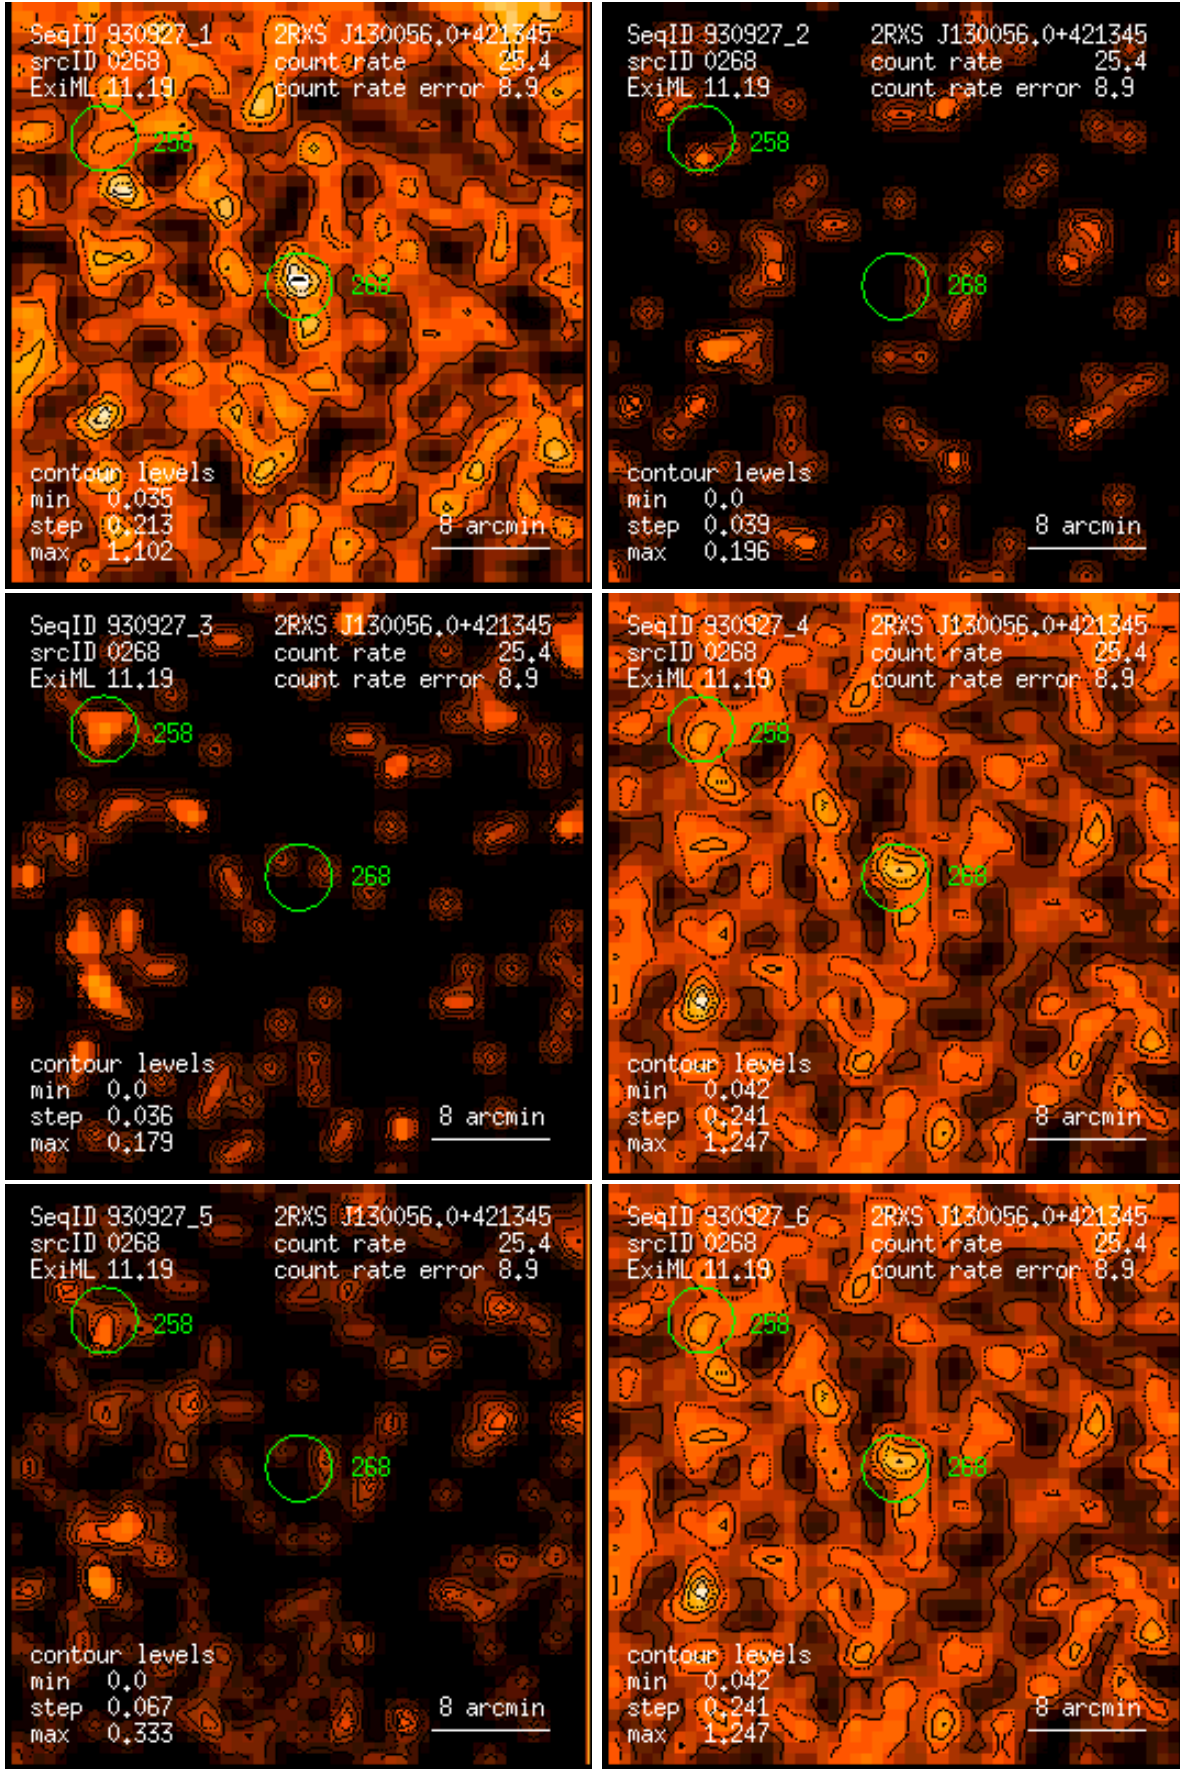 SeqID 930927_1 2RXS J130056.0+421345
srcID 0268 count rate 25.4
ExiML 11.19 count rate error 8.9
258
268
contour levels
min 0.035
step 0.213 8 arcmin
max 1.102
SeqID 930927_2 2RXS J130056.0+421345
srcID 0268 count rate 25.4
ExiML 11.19 count rate error 8.9
258
268
contour levels
min 0.0
step 0.039 8 arcmin
max 0.196
SeqID 930927_3 2RXS J130056.0+421345
srcID 0268 count rate 25.4
ExiML 11.19 count rate error 8.9
258
268
contour levels
min 0.0
step 0.036 8 arcmin
max 0.179
SeqID 930927_4 2RXS J130056.0+421345
srcID 0268 count rate 25.4
ExiML 11.19 count rate error 8.9
258
268
contour levels
min 0.042
step 0.241 8 arcmin
max 1.247
SeqID 930927_5 2RXS J130056.0+421345
srcID 0268 count rate 25.4
ExiML 11.19 count rate error 8.9
258
268
contour levels
min 0.0
step 0.067 8 arcmin
max 0.333
SeqID 930927_6 2RXS J130056.0+421345
srcID 0268 count rate 25.4
ExiML 11.19 count rate error 8.9
258
268
contour levels
min 0.042
step 0.241 8 arcmin
max 1.247